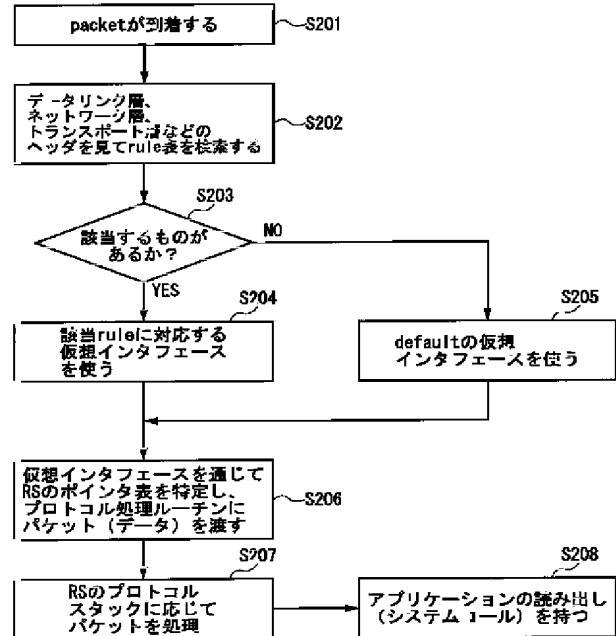 packetが到着する
S201
データリンク層、
ネットワーク層、
トランスポート層などの
ヘッダを見てrule表を検索する
S202
S203
該当するものが
あるか？
NO
YES
S204
該当ruleに対応する
仮想インタフェース
を使う
S205
defaultの仮想
インタフェースを使う
仮想インタフェースを通じて
RSのポインタ表を特定し、
プロトコル処理ルーチンに
パケット（データ）を渡す
S206
S207
RSのプロトコル
スタックに応じて
パケットを処理
S208
アプリケーションの読み出し
（システムコール）を待つ